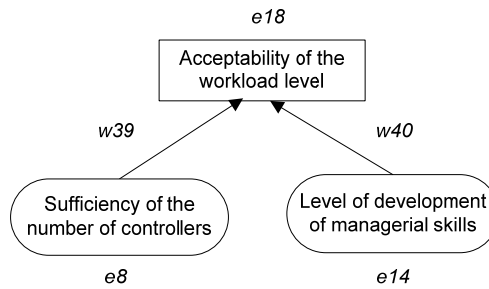 e18
Acceptability of the
workload level
w39
w40
Sufficiency of the
number of controllers
Level of development
of managerial skills
e8
e14